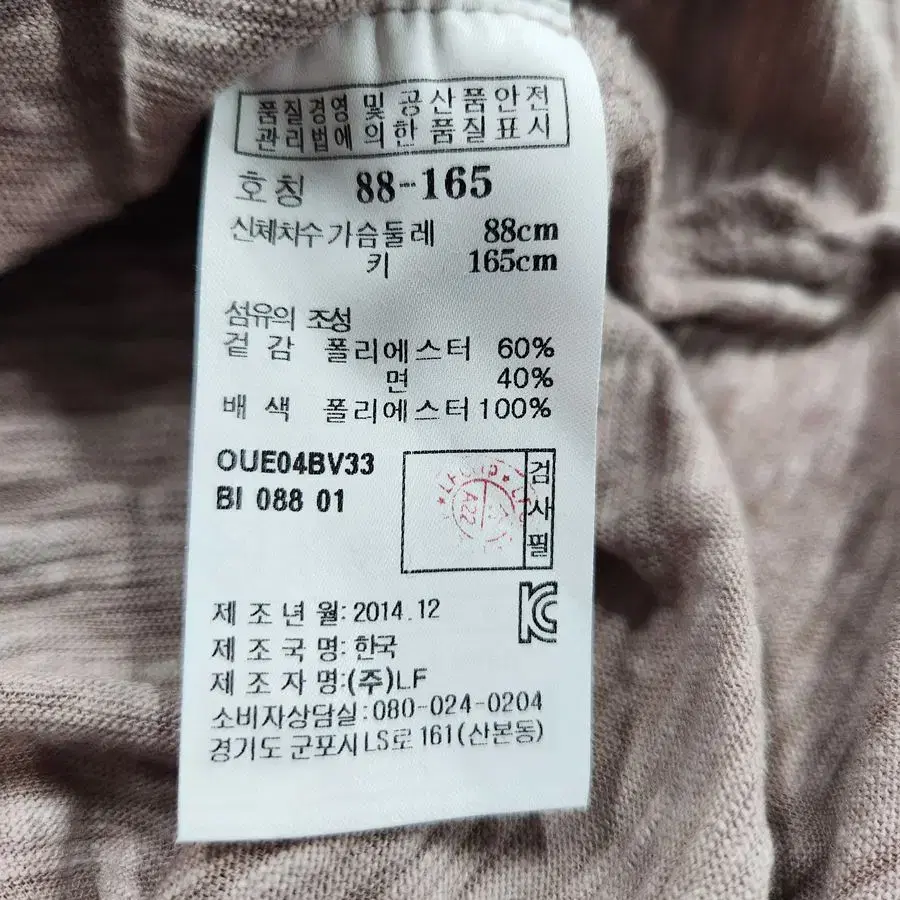 품질경영 및 공산품안전
관리법에 의한 품질표시
호칭 88-165
신체치수 가슴둘레 88cm
키 165cm
섬유의 조성
겉감 폴리에스터 60%
면 40%
배색 폴리에스터 100%
OUE04BV33
BI 088 01
검사필
A22
제조년월: 2014.12
제조국명: 한국
제조자명:(주)LF
소비자상담실:080-024-0204
경기도 군포시 LS로 161(산본동)